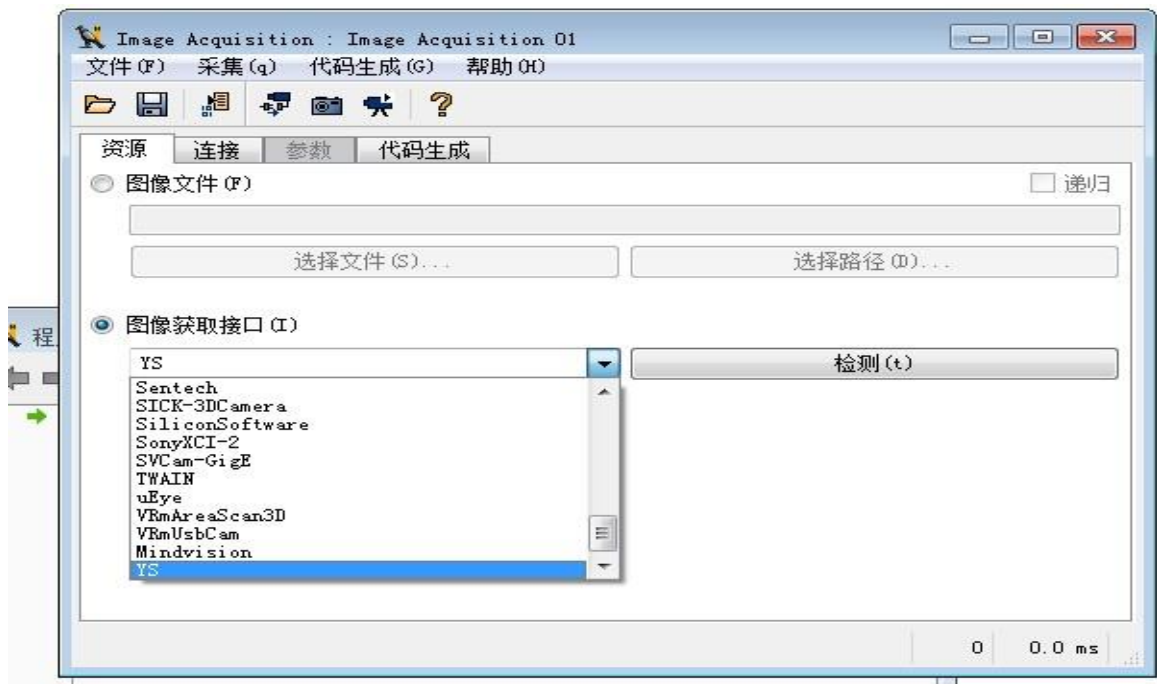 Image Acquisition : Image Acquisition 01
文件(F) 采集(q) 代码生成(G) 帮助(H)
资源 连接 参数 代码生成
图像文件(F) 递归
选择文件(S)... 选择路径(D)...
图像获取接口(I)
程
YS 检测(t)
Sentech
SICK-3DCamera
SiliconSoftware
SonyXCI-2
SVCam-GigE
TWAIN
uEye
VRmAreaScan3D
VRmUsbCam
Mindvision
YS
0 0.0 ms